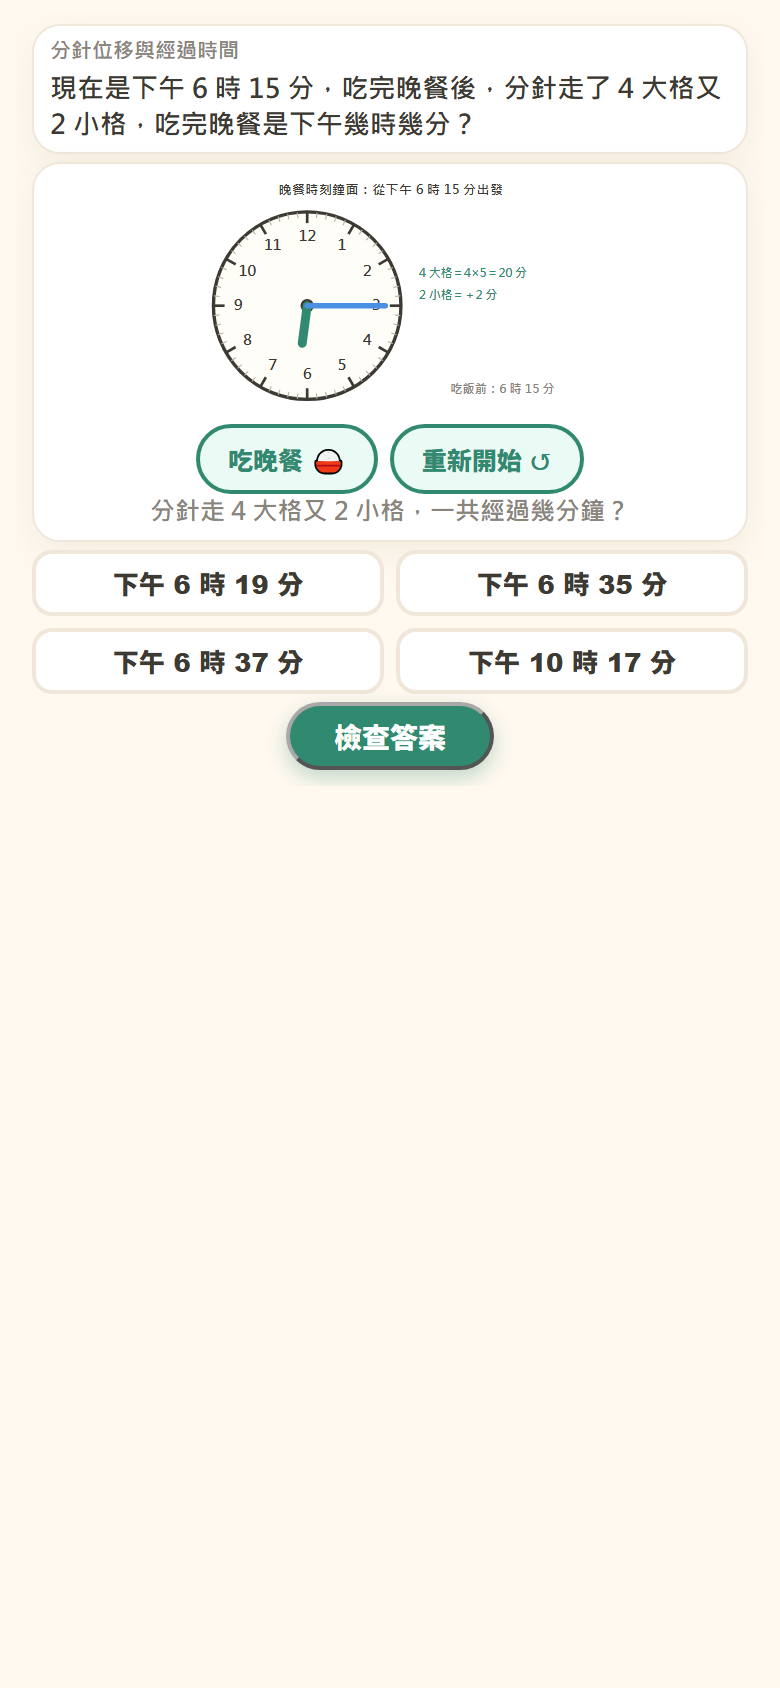 分針位移與經過時間
現在是下午 6 時 15 分，吃完晚餐後，分針走了 4 大格又
2 小格，吃完晚餐是下午幾時幾分？
晚餐時刻鐘面：從下午 6 時 15 分出發
12
11
1
10
2
9
3
8
4
7
5
6
4 大格=4×5=20 分
2 小格= +2 分
吃飯前：6 時 15 分
吃晚餐 🍚
重新開始 ↺
分針走 4 大格又 2 小格，一共經過幾分鐘？
下午 6 時 19 分
下午 6 時 35 分
下午 6 時 37 分
下午 10 時 17 分
檢查答案